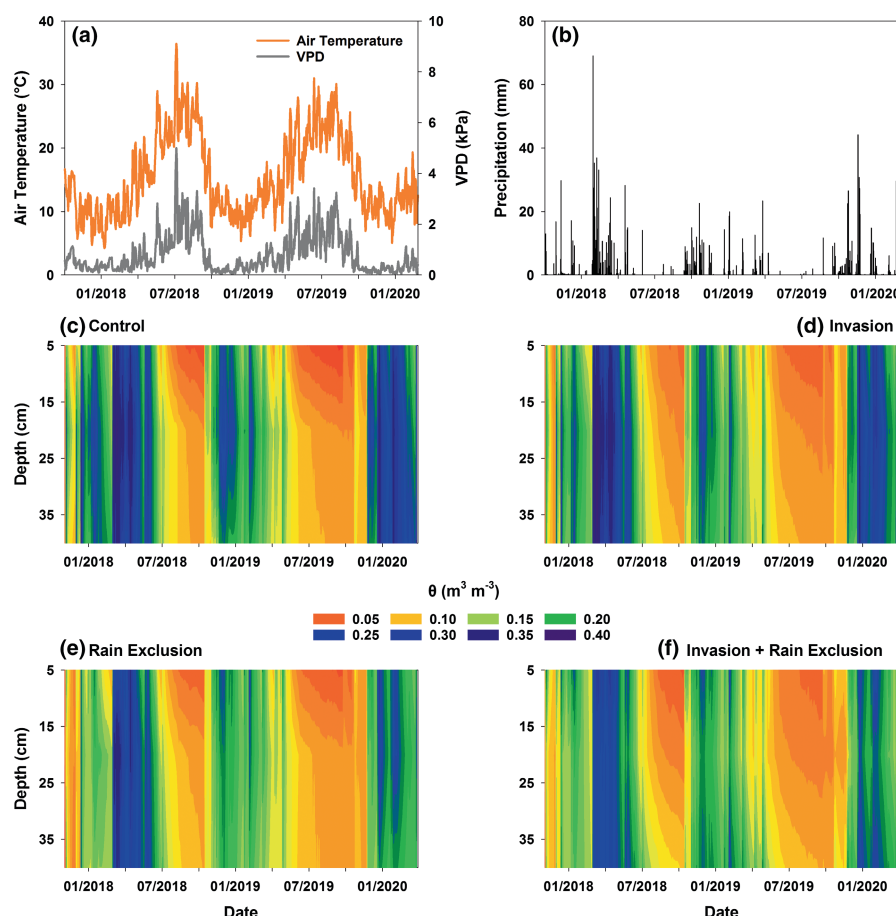 (a)
Air Temperature
VPD
Air Temperature (°C)
40
30
20
10
0
VPD (kPa)
10
8
6
4
2
0
01/2018 07/2018 01/2019 07/2019 01/2020
(b)
Precipitation (mm)
80
60
40
20
0
01/2018 07/2018 01/2019 07/2019 01/2020
(c) Control
Depth (cm)
5
15
25
35
01/2018 07/2018 01/2019 07/2019 01/2020
(d) Invasion
5
15
25
35
01/2018 07/2018 01/2019 07/2019 01/2020
θ (m³ m⁻³)
0.05 0.10 0.15 0.20
0.25 0.30 0.35 0.40
(e) Rain Exclusion
Depth (cm)
5
15
25
35
01/2018 07/2018 01/2019 07/2019 01/2020
Date
(f) Invasion + Rain Exclusion
5
15
25
35
01/2018 07/2018 01/2019 07/2019 01/2020
Date